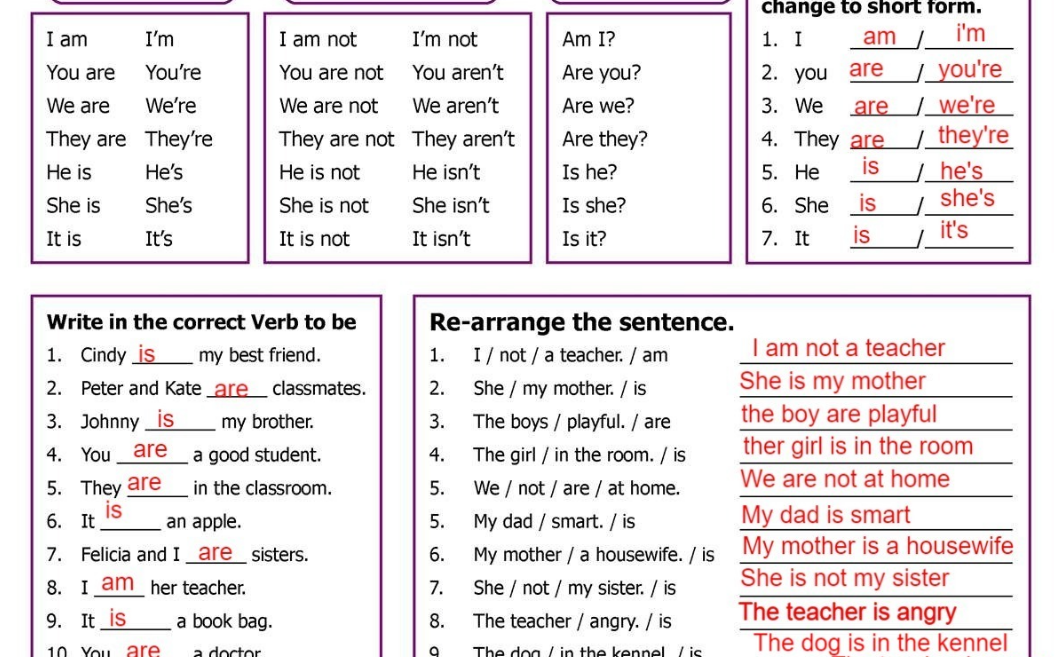 change to short form.
I am I'm
You are You're
We are We're
They are They're
He is He's
She is She's
It is It's
I am not I'm not
You are not You aren't
We are not We aren't
They are not They aren't
He is not He isn't
She is not She isn't
It is not It isn't
Am I?
Are you?
Are we?
Are they?
Is he?
Is she?
Is it?
1. I am / i'm
2. you are / you're
3. We are / we're
4. They are / they're
5. He is / he's
6. She is / she's
7. It is / it's
Write in the correct Verb to be
1. Cindy is my best friend.
2. Peter and Kate are classmates.
3. Johnny is my brother.
4. You are a good student.
5. They are in the classroom.
6. It is an apple.
7. Felicia and I are sisters.
8. I am her teacher.
9. It is a book bag.
10. You are a doctor
Re-arrange the sentence.
1. I / not / a teacher. / am I am not a teacher
2. She / my mother. / is She is my mother
3. The boys / playful. / are the boy are playful
4. The girl / in the room. / is ther girl is in the room
5. We / not / are / at home. We are not at home
5. My dad / smart. / is My dad is smart
6. My mother / a housewife. / is My mother is a housewife
7. She / not / my sister. / is She is not my sister
8. The teacher / angry. / is The teacher is angry
9. The dog / in the kennel. / is The dog is in the kennel